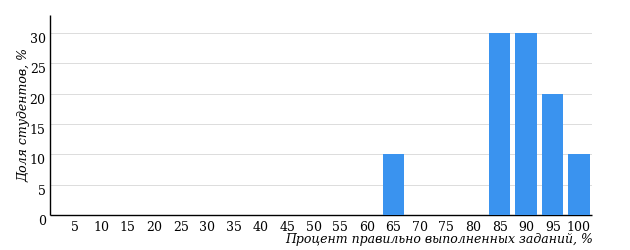 Доля студентов, %
30
25
20
15
10
5
0
5 10 15 20 25 30 35 40 45 50 55 60 65 70 75 80 85 90 95 100
Процент правильно выполненных заданий, %